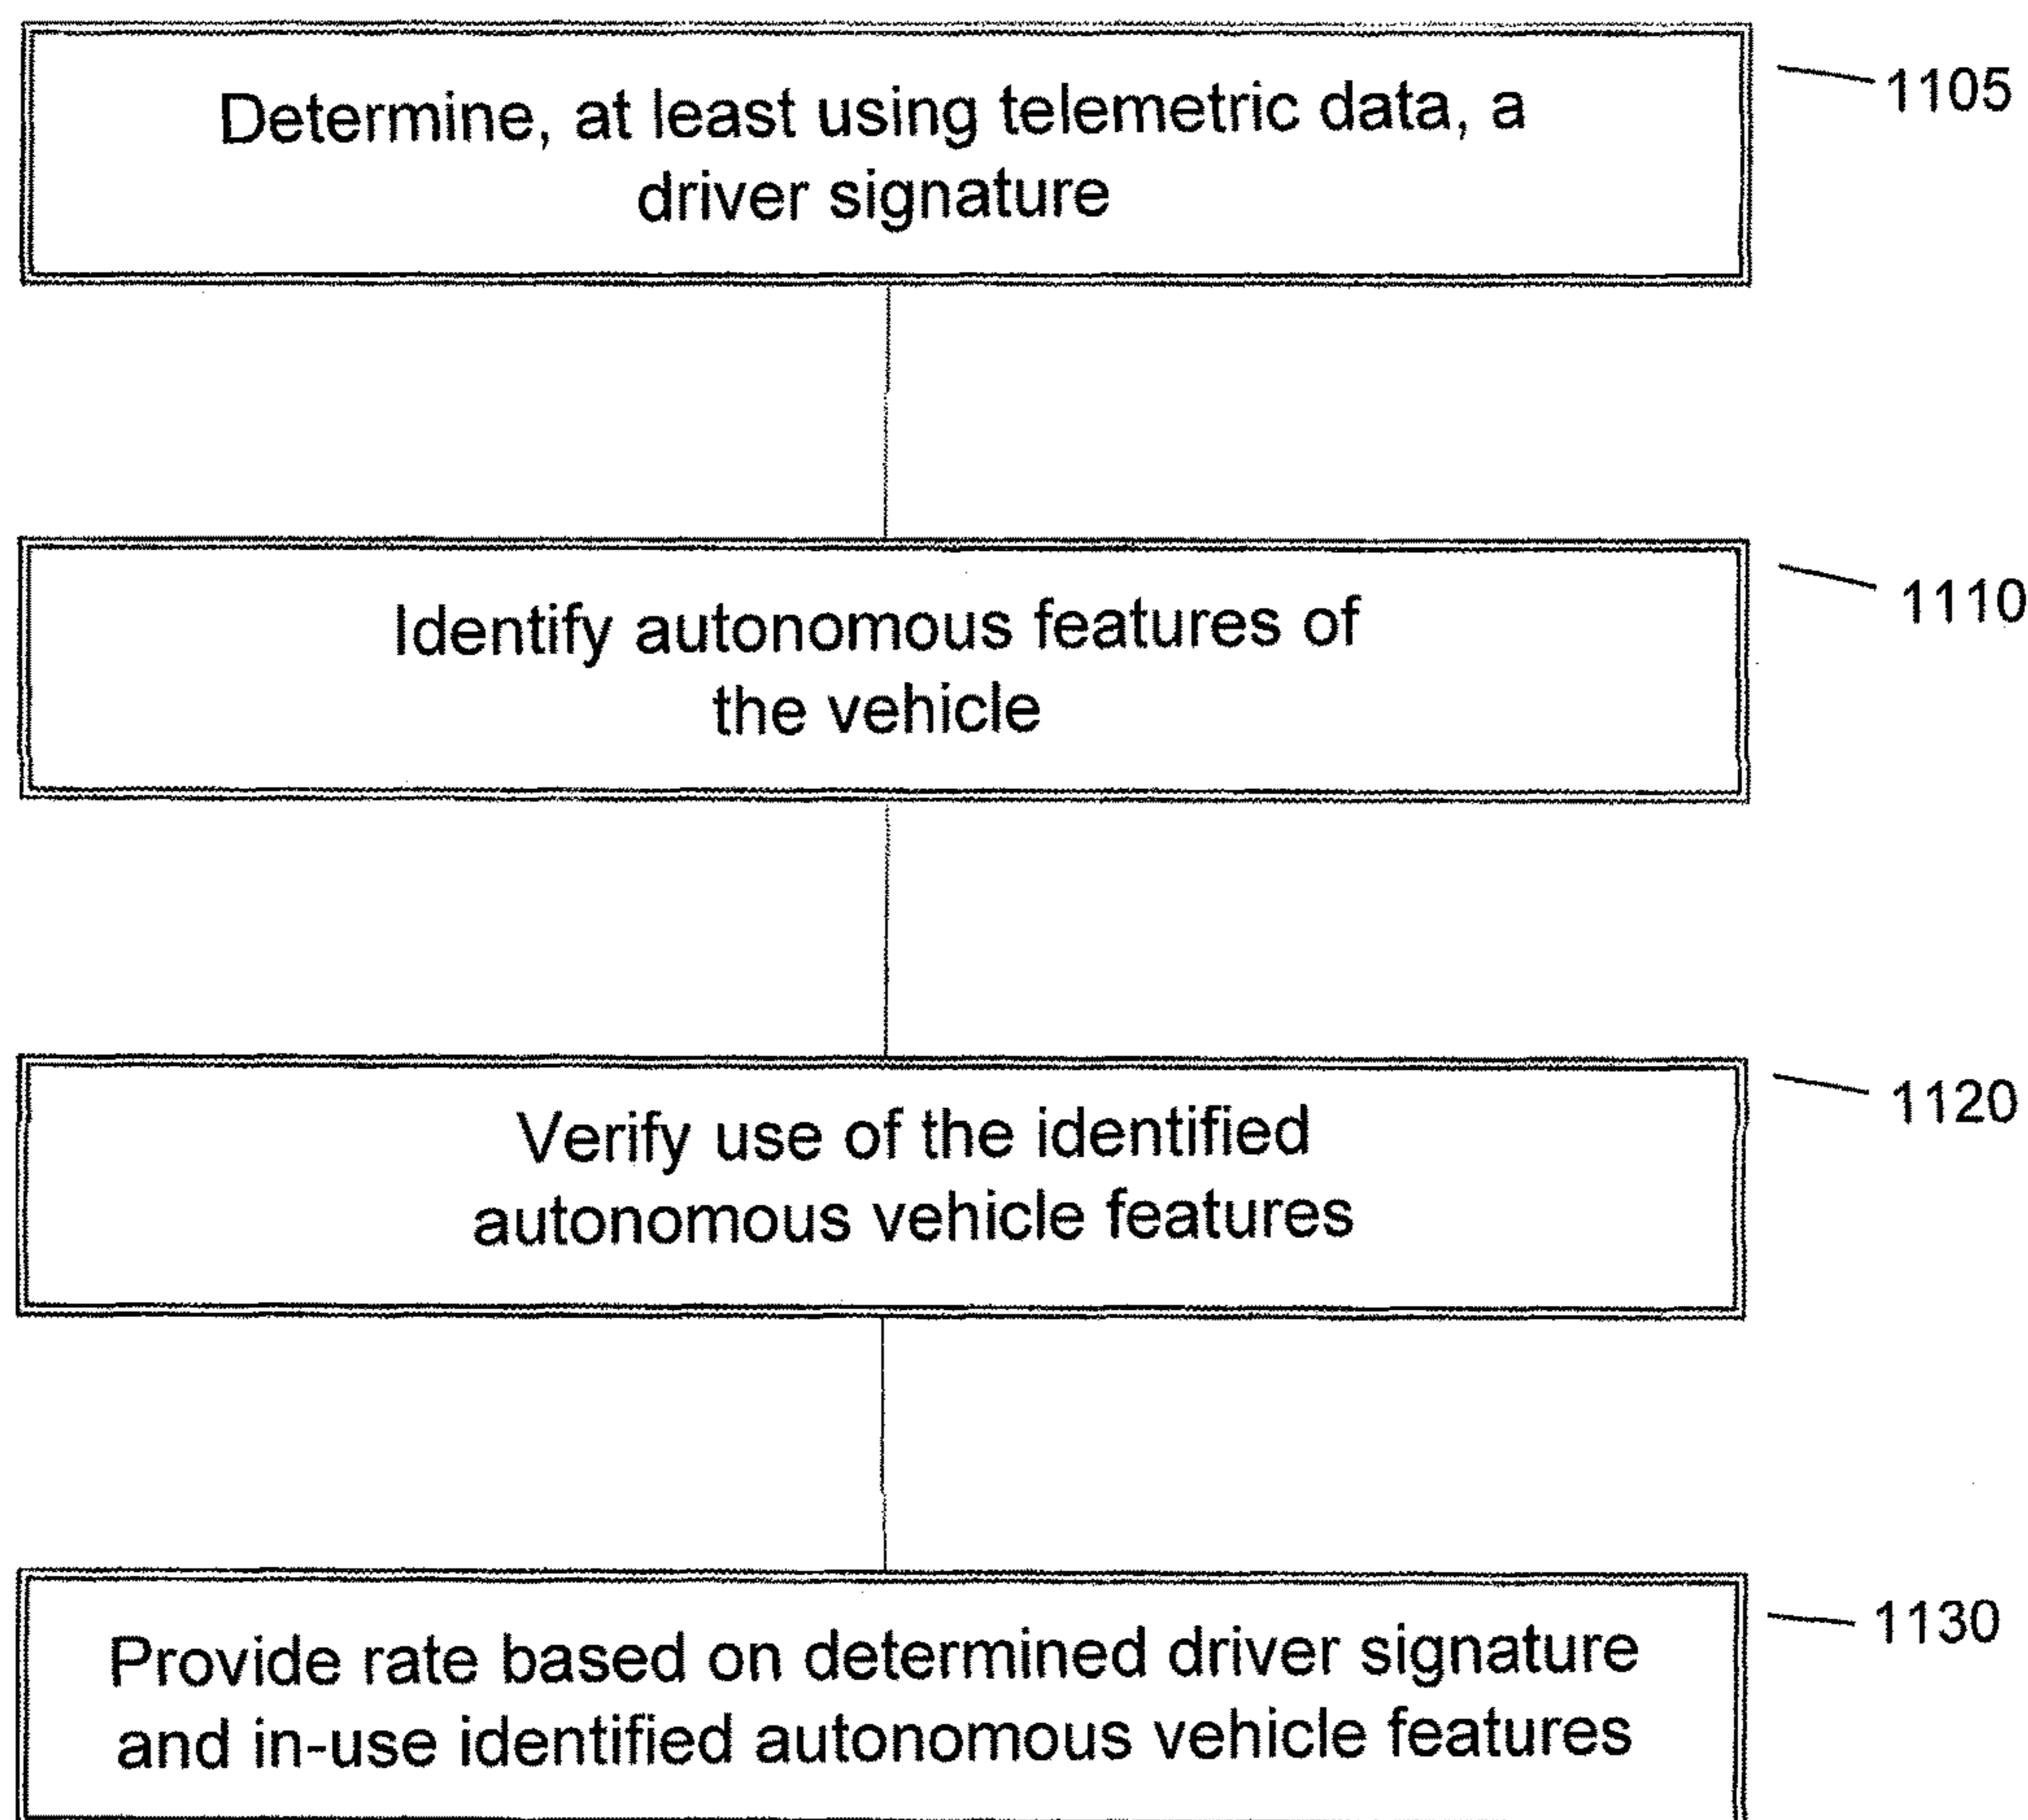 Determine, at least using telemetric data, a
driver signature
1105
Identify autonomous features of
the vehicle
1110
Verify use of the identified
autonomous vehicle features
1120
Provide rate based on determined driver signature
and in-use identified autonomous vehicle features
1130